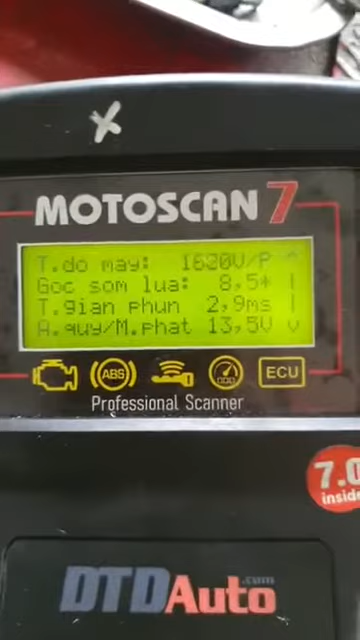 MOTOSCAN 7
T.do may: 1620V/P ^
Goc som lua: 8,5* |
T.gian phun 2,9ms |
A.quy/M.phat 13,5V v
ABS
ECU
Professional Scanner
7.0
inside
DTDAuto.com